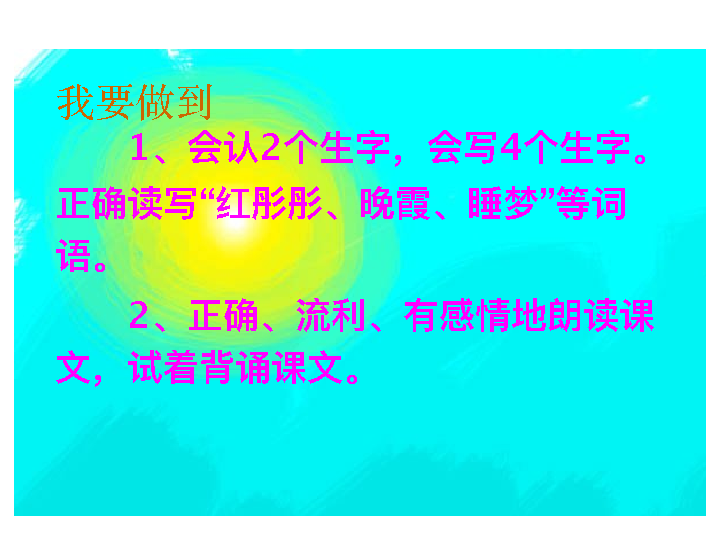 我要做到
1、会认2个生字，会写4个生字。
正确读写“红彤彤、晚霞、睡梦”等词
语。
2、正确、流利、有感情地朗读课
文，试着背诵课文。